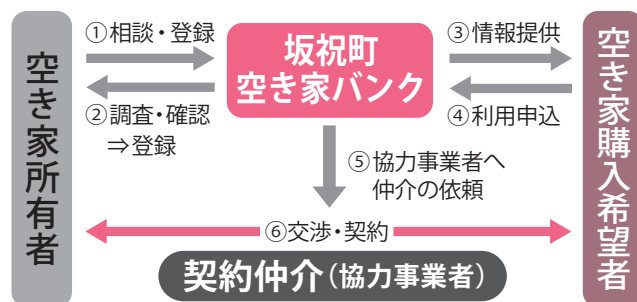 空き家所有者
①相談・登録
②調査・確認
⇒登録
坂祝町
空き家バンク
③情報提供
④利用申込
⑤協力事業者へ
仲介の依頼
⑥交渉・契約
契約仲介(協力事業者)
空き家購入希望者